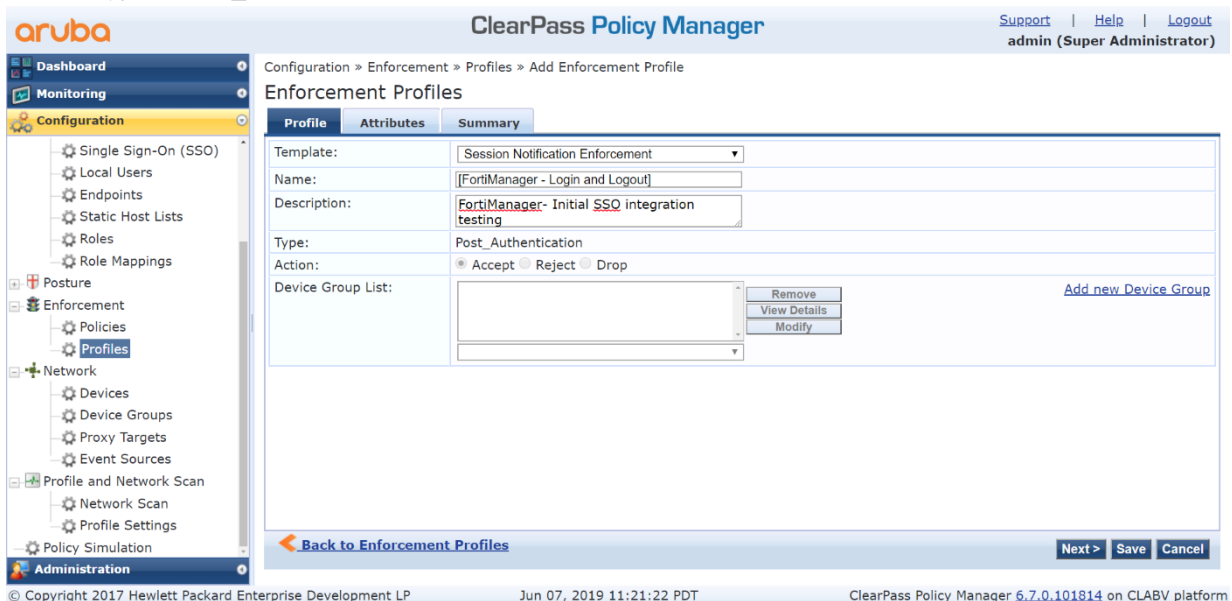 aruba
ClearPass Policy Manager
Support | Help | Logout
admin (Super Administrator)
Dashboard
Monitoring
Configuration
Single Sign-On (SSO)
Local Users
Endpoints
Static Host Lists
Roles
Role Mappings
Posture
Enforcement
Policies
Profiles
Network
Devices
Device Groups
Proxy Targets
Event Sources
Profile and Network Scan
Network Scan
Profile Settings
Policy Simulation
Administration
Configuration » Enforcement » Profiles » Add Enforcement Profile
Enforcement Profiles
Profile Attributes Summary
Template: Session Notification Enforcement
Name: [FortiManager - Login and Logout]
Description: FortiManager- Initial SSO integration
testing
Type: Post_Authentication
Action: Accept Reject Drop
Device Group List:
Remove
View Details
Modify
Add new Device Group
Back to Enforcement Profiles
Next > Save Cancel
© Copyright 2017 Hewlett Packard Enterprise Development LP Jun 07, 2019 11:21:22 PDT ClearPass Policy Manager 6.7.0.101814 on CLABV platform